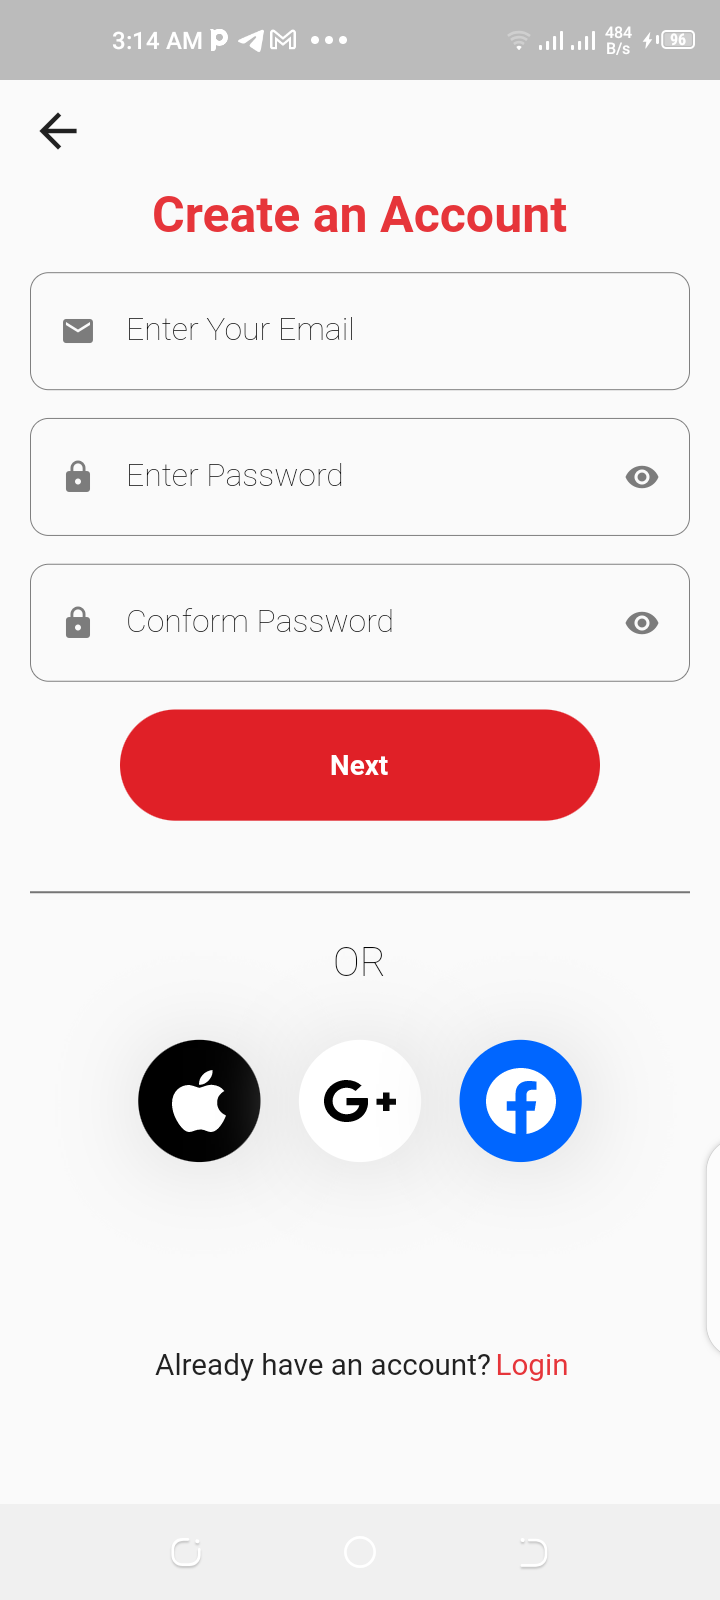 3:14 AM
484
B/s
96
Create an Account
Enter Your Email
Enter Password
Conform Password
Next
OR
G+
Already have an account? Login